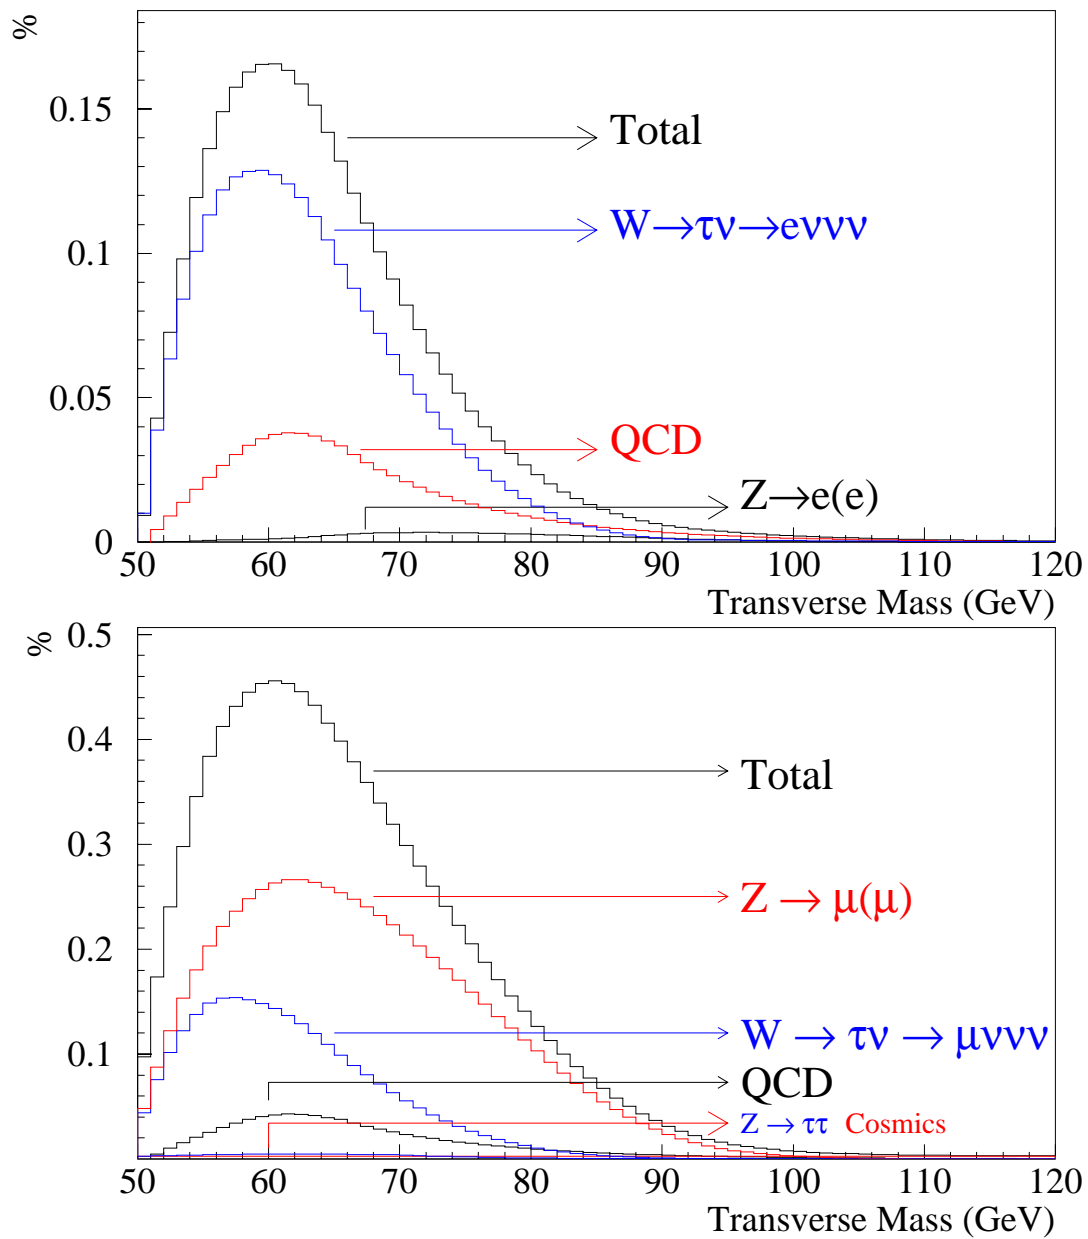 %
0.15
Total
W→τν→eννν
0.1
0.05
QCD
Z→e(e)
0
50 60 70 80 90 100 110 120
Transverse Mass (GeV)
%
0.5
0.4
Total
0.3
Z → μ(μ)
0.2
W → τν → μννν
0.1
QCD
Z → ττ Cosmics
50 60 70 80 90 100 110 120
Transverse Mass (GeV)